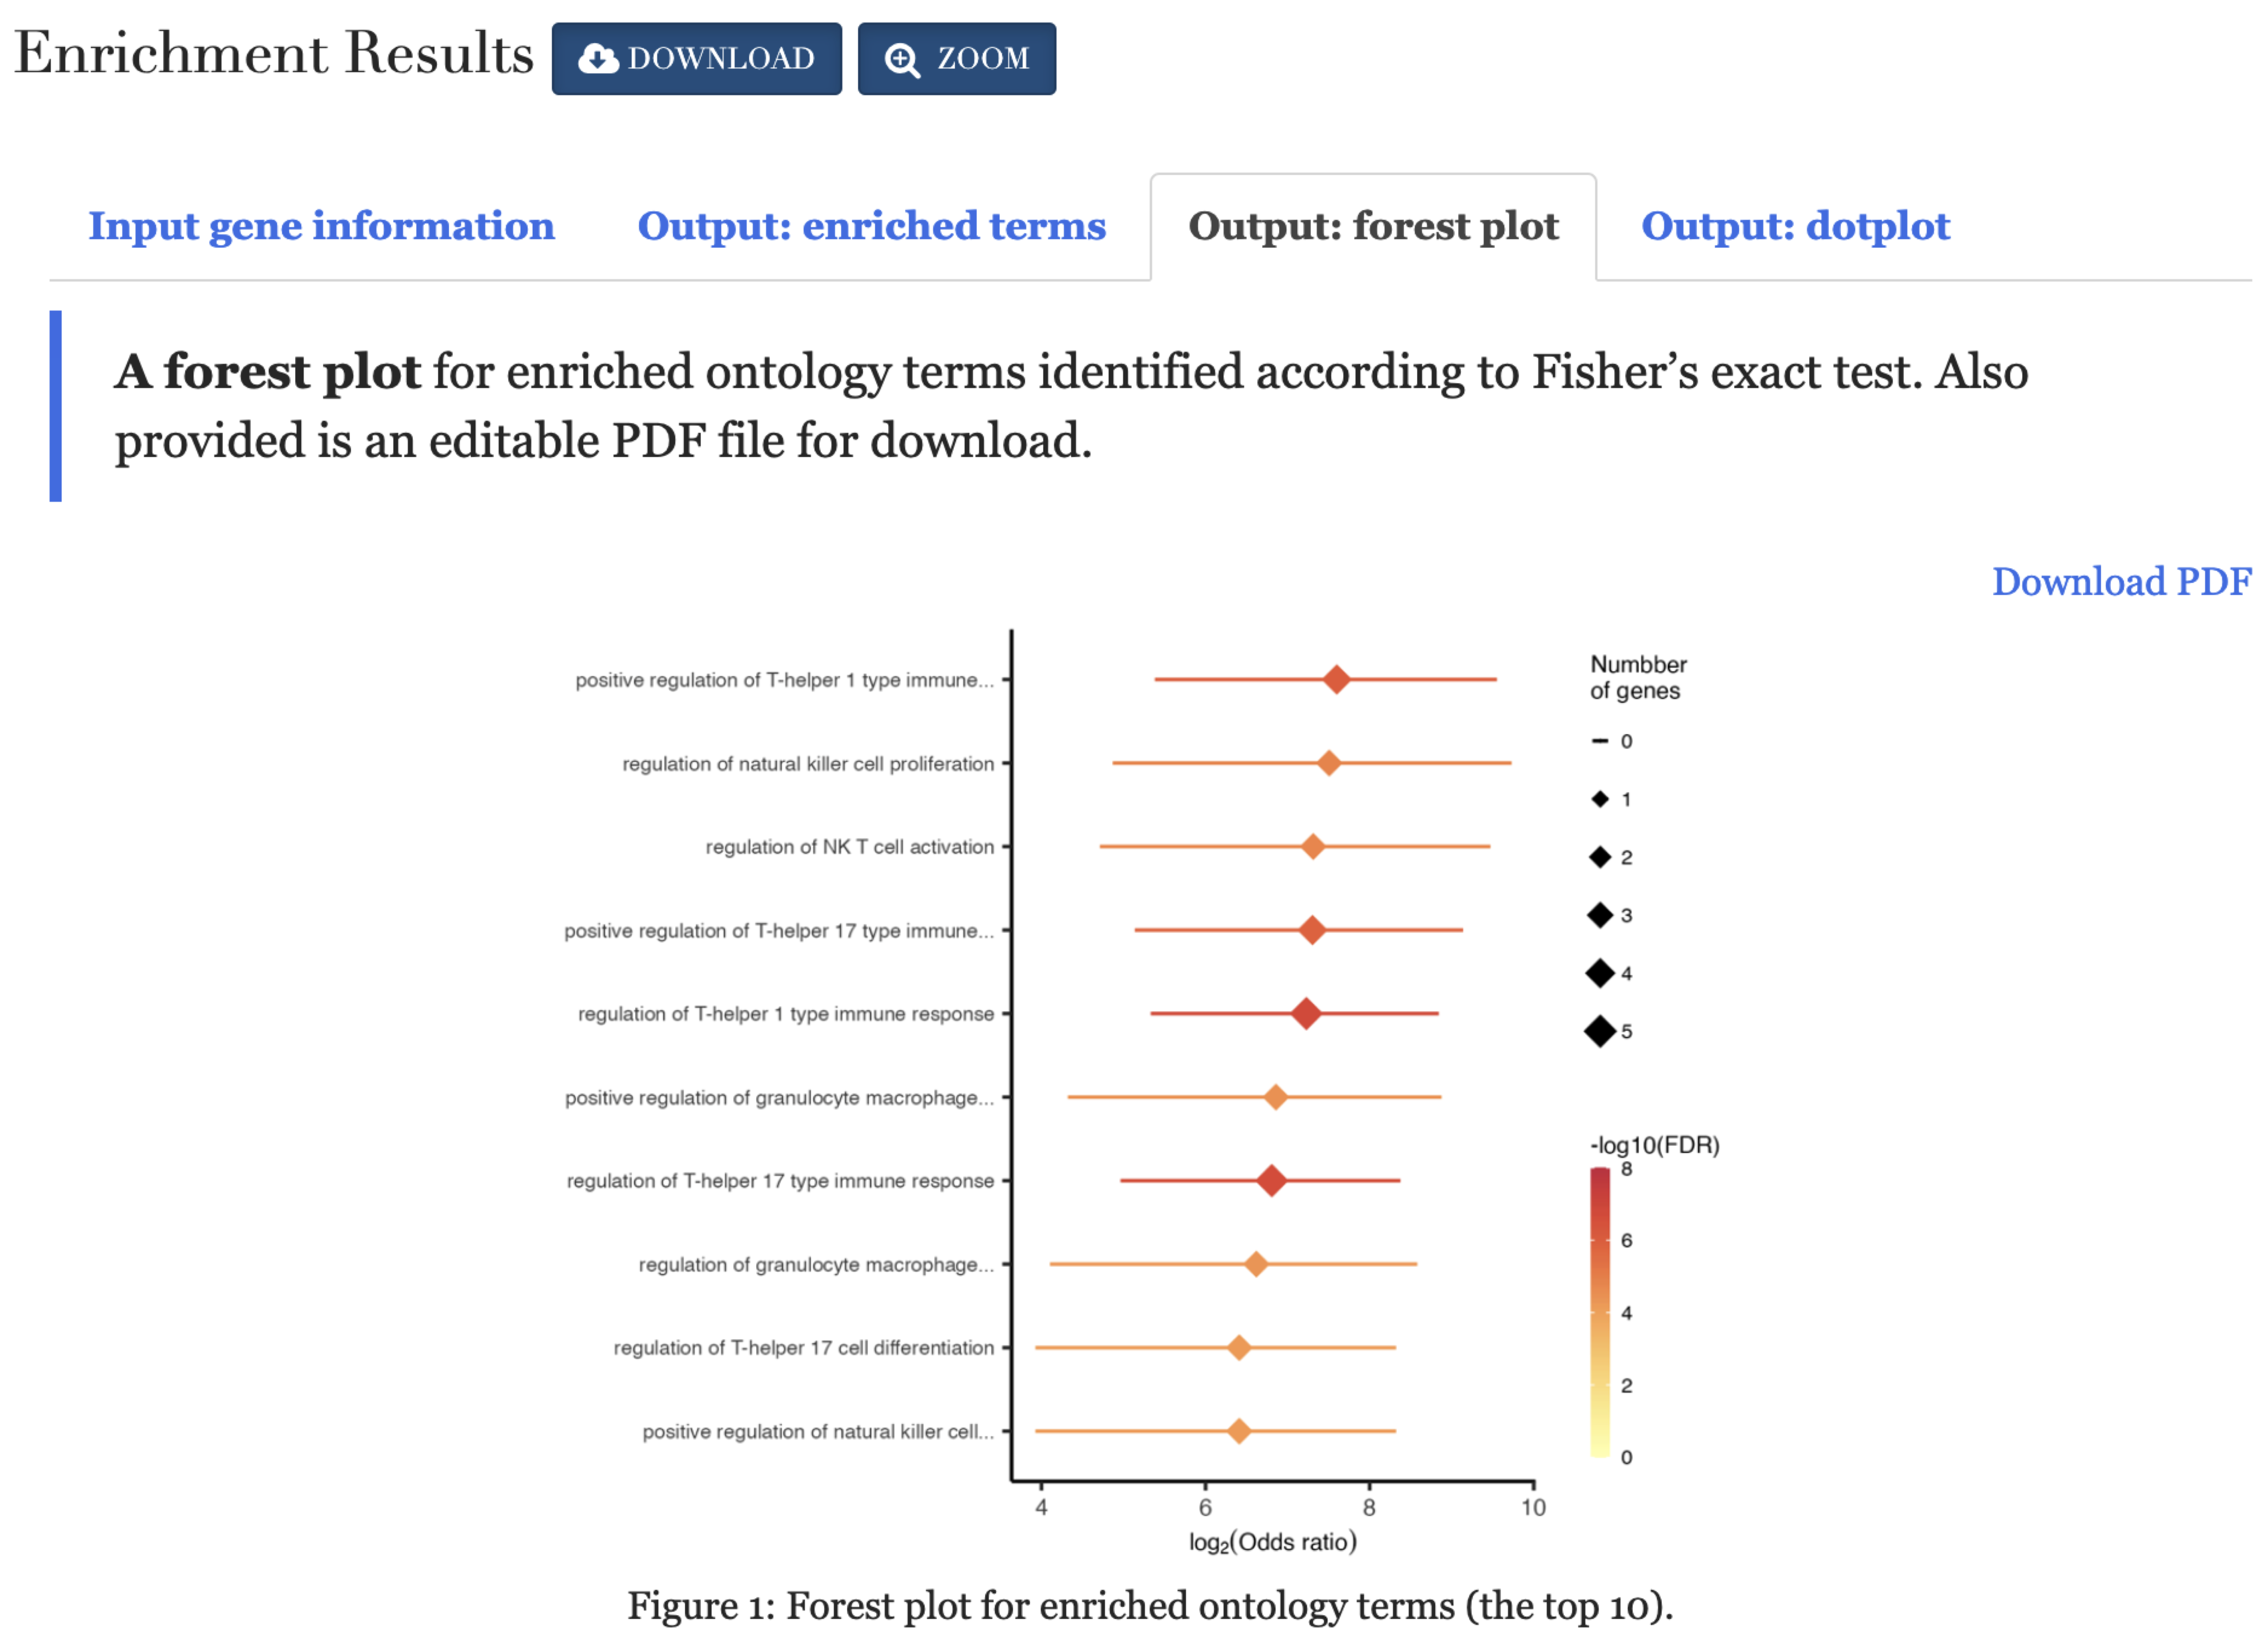 Enrichment Results
DOWNLOAD
ZOOM
Input gene information
Output: enriched terms
Output: forest plot
Output: dotplot
A forest plot for enriched ontology terms identified according to Fisher’s exact test. Also
provided is an editable PDF file for download.
Download PDF
positive regulation of T-helper 1 type immune...
regulation of natural killer cell proliferation
regulation of NK T cell activation
positive regulation of T-helper 17 type immune...
regulation of T-helper 1 type immune response
positive regulation of granulocyte macrophage...
regulation of T-helper 17 type immune response
regulation of granulocyte macrophage...
regulation of T-helper 17 cell differentiation
positive regulation of natural killer cell...
4
6
8
10
log₂(Odds ratio)
Numbber
of genes
0
1
2
3
4
5
-log10(FDR)
8
6
4
2
0
Figure 1: Forest plot for enriched ontology terms (the top 10).